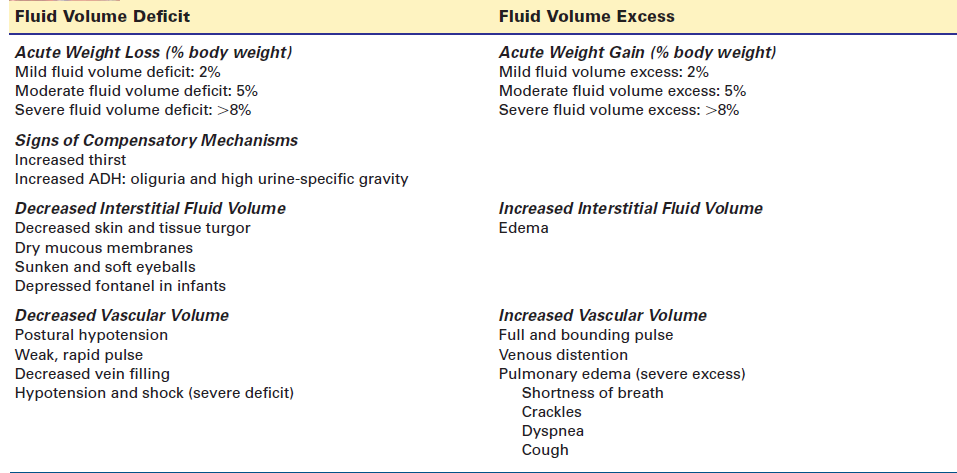 Fluid Volume Deficit
Fluid Volume Excess
Acute Weight Loss (% body weight)
Mild fluid volume deficit: 2%
Moderate fluid volume deficit: 5%
Severe fluid volume deficit: >8%
Acute Weight Gain (% body weight)
Mild fluid volume excess: 2%
Moderate fluid volume excess: 5%
Severe fluid volume excess: >8%
Signs of Compensatory Mechanisms
Increased thirst
Increased ADH: oliguria and high urine-specific gravity
Decreased Interstitial Fluid Volume
Decreased skin and tissue turgor
Dry mucous membranes
Sunken and soft eyeballs
Depressed fontanel in infants
Increased Interstitial Fluid Volume
Edema
Decreased Vascular Volume
Postural hypotension
Weak, rapid pulse
Decreased vein filling
Hypotension and shock (severe deficit)
Increased Vascular Volume
Full and bounding pulse
Venous distention
Pulmonary edema (severe excess)
Shortness of breath
Crackles
Dyspnea
Cough